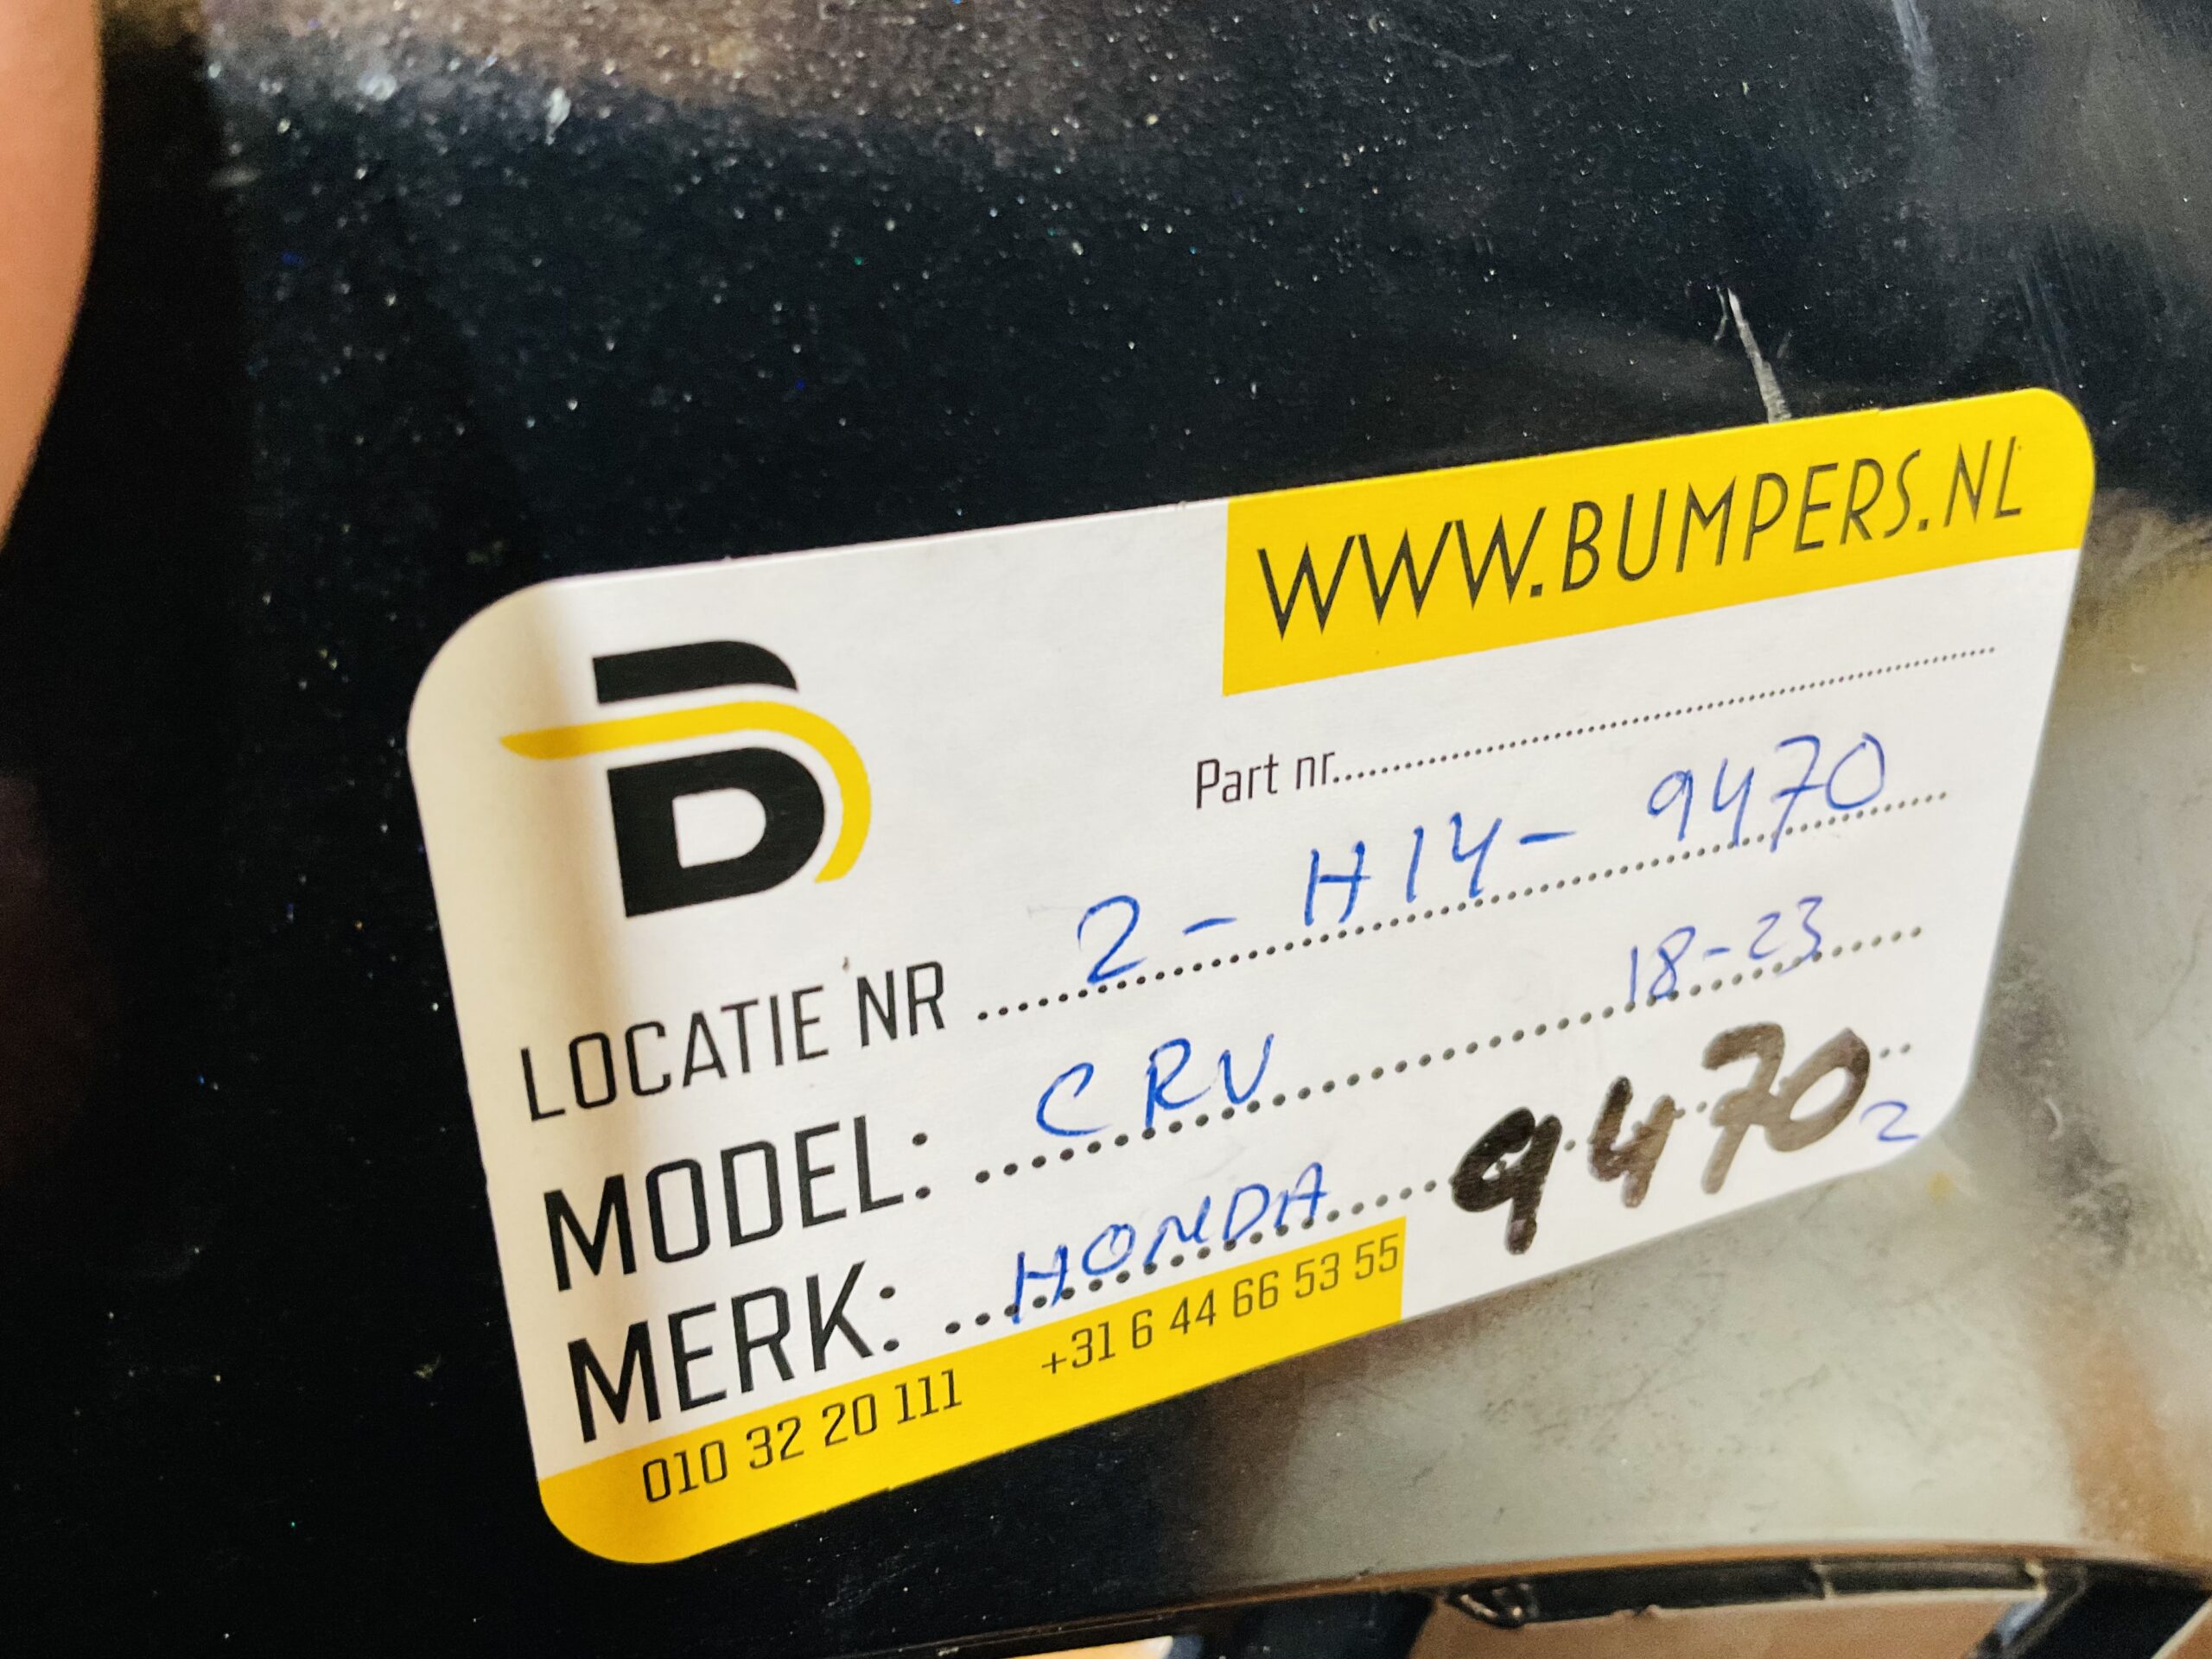 WWW.BUMPERS.NL
B
Part nr.....
LOCATIE NR ..... 2 - H14 - 9470
MODEL: ..... CRV ..... 18-23
MERK: ..... HONDA ..... 9470 2
010 32 20 111 +31 6 44 66 53 55